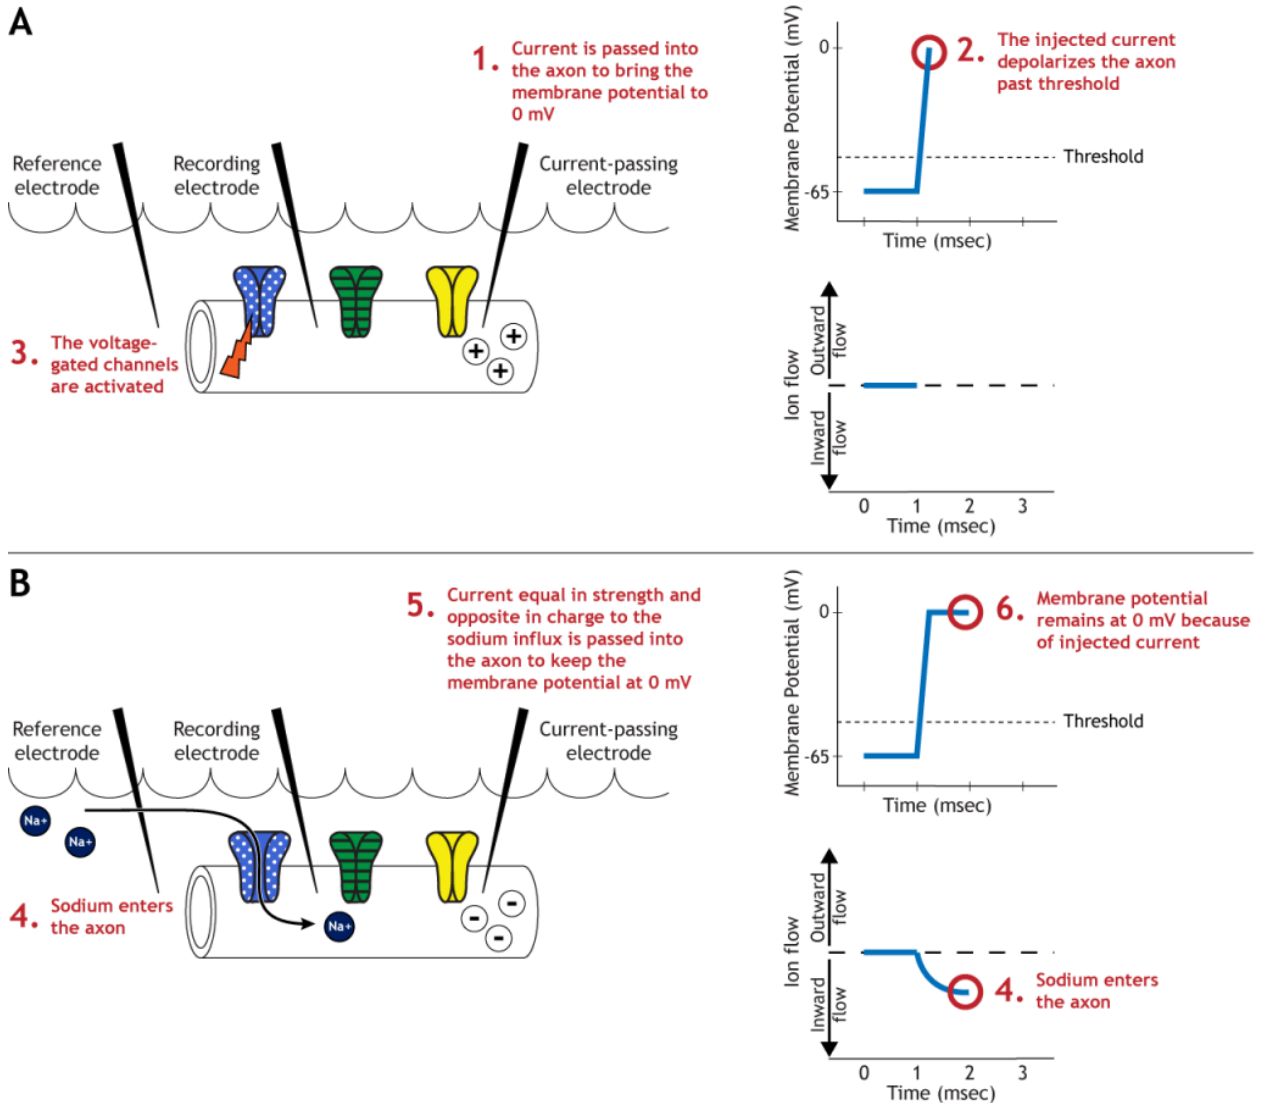 A
1. Current is passed into
the axon to bring the
membrane potential to
0 mV
Reference
electrode
Recording
electrode
Current-passing
electrode
3. The voltage-
gated channels
are activated
+
+
+
Membrane Potential (mV)
0
-65
2. The injected current
depolarizes the axon
past threshold
Threshold
Time (msec)
Ion flow
Outward
flow
Inward
flow
0 1 2 3
Time (msec)
B
5. Current equal in strength and
opposite in charge to the
sodium influx is passed into
the axon to keep the
membrane potential at 0 mV
Reference
electrode
Recording
electrode
Current-passing
electrode
Na+
Na+
4. Sodium enters
the axon
Na+
-
-
-
Membrane Potential (mV)
0
-65
6. Membrane potential
remains at 0 mV because
of injected current
Threshold
Time (msec)
Ion flow
Outward
flow
Inward
flow
4. Sodium enters
the axon
0 1 2 3
Time (msec)